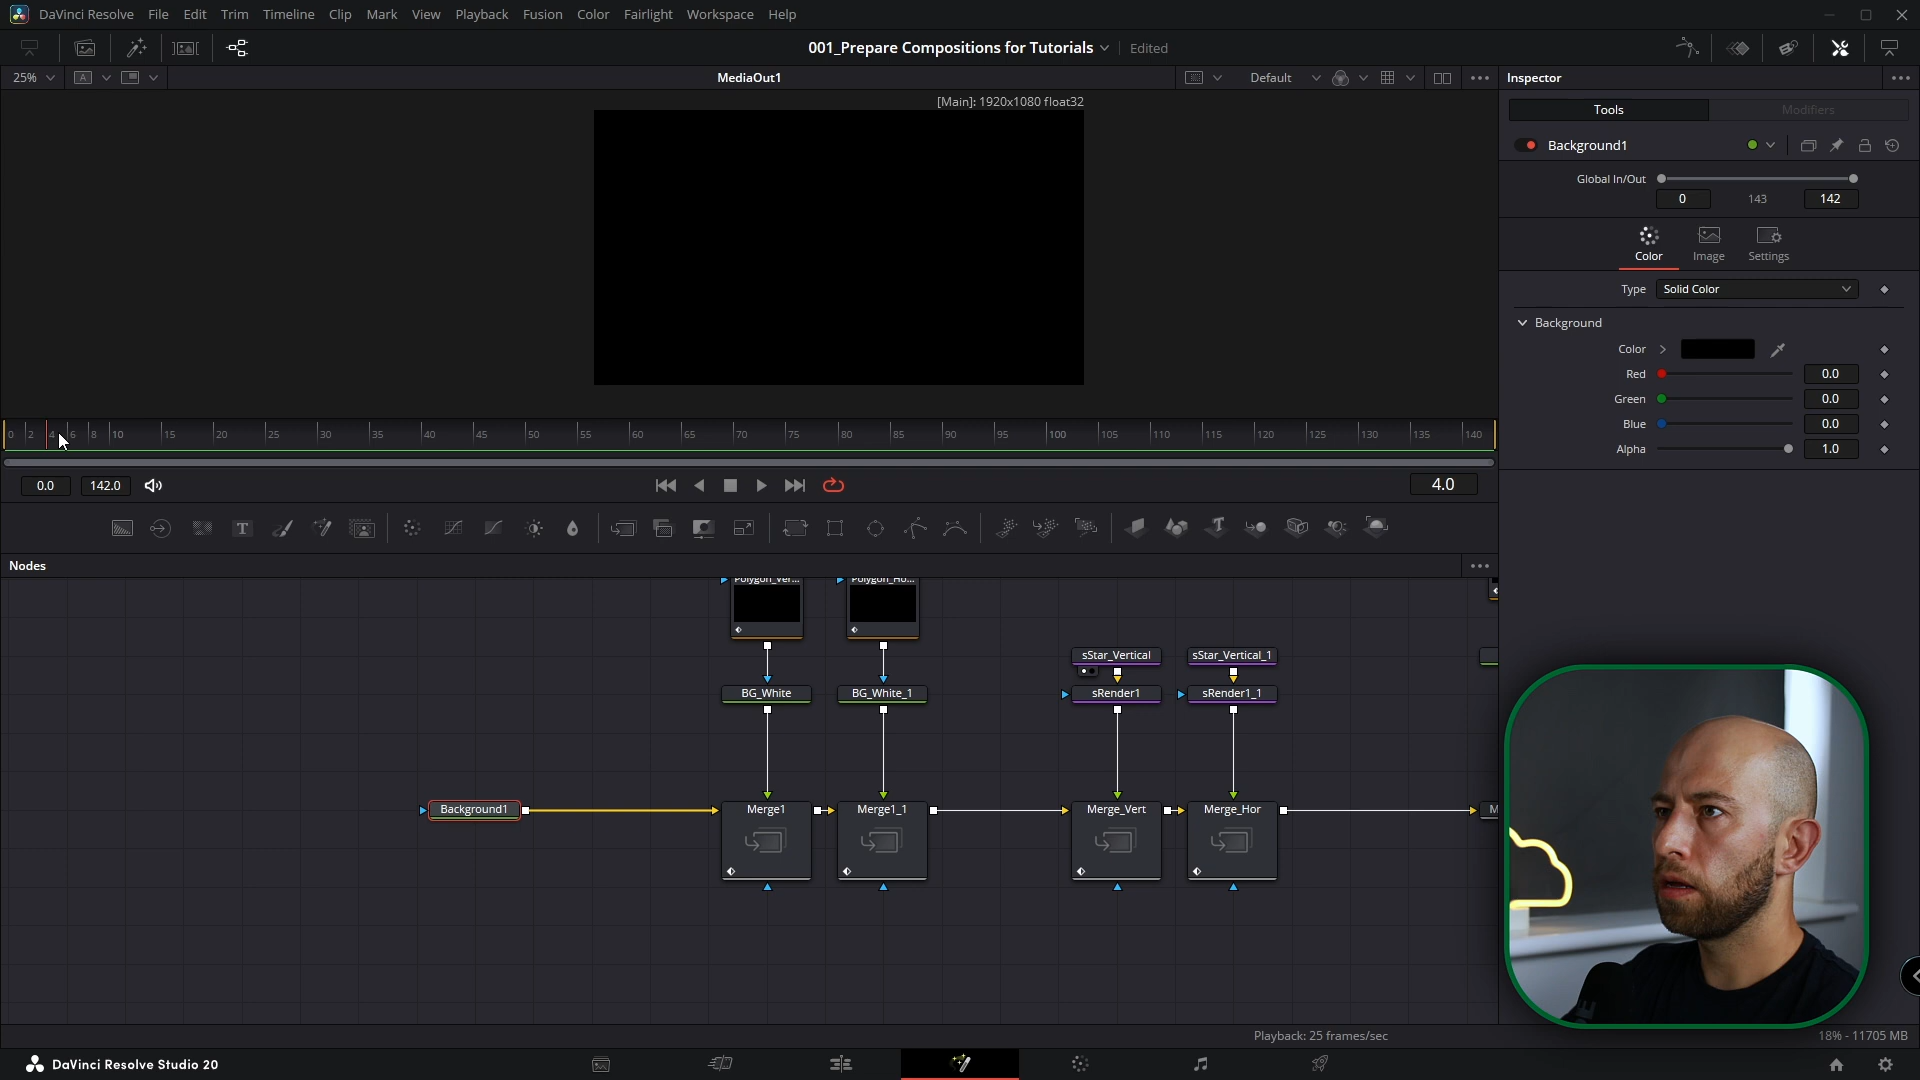 DaVinci Resolve File Edit Trim Timeline Clip Mark View Playback Fusion Color Fairlight Workspace Help
001_Prepare Compositions for Tutorials Edited
25% A MediaOut1 Default Inspector
[Main]: 1920x1080 float32
Tools Modifiers
Background1
Global In/Out
0 143 142
Color Image Settings
Type Solid Color
Background
Color
Red 0.0
Green 0.0
Blue 0.0
Alpha 1.0
0 2 4 6 8 10 15 20 25 30 35 40 45 50 55 60 65 70 75 80 85 90 95 100 105 110 115 120 125 130 135 140
0.0 142.0 4.0
Nodes
Polygon_Ver... Polygon_Ho...
sStar_Vertical sStar_Vertical_1
BG_White BG_White_1 sRender1 sRender1_1
Background1 Merge1 Merge1_1 Merge_Vert Merge_Hor M
Playback: 25 frames/sec 18% - 11705 MB
DaVinci Resolve Studio 20